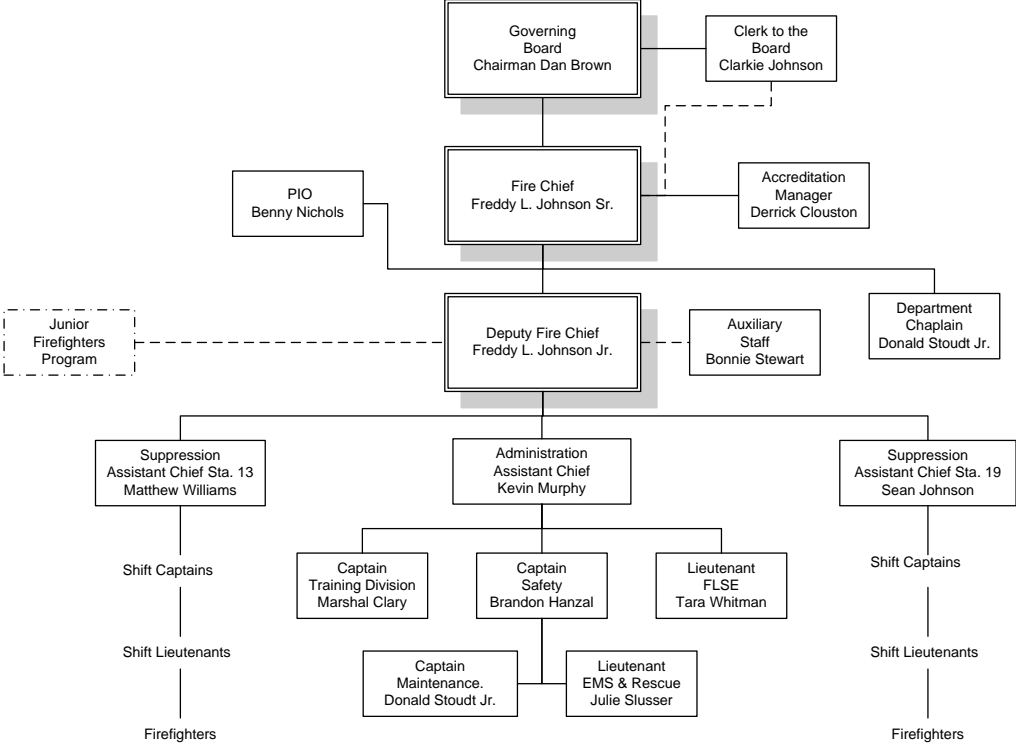 Governing
Board
Chairman Dan Brown
Clerk to the
Board
Clarkie Johnson
PIO
Benny Nichols
Fire Chief
Freddy L. Johnson Sr.
Accreditation
Manager
Derrick Clouston
Junior
Firefighters
Program
Deputy Fire Chief
Freddy L. Johnson Jr.
Auxiliary
Staff
Bonnie Stewart
Department
Chaplain
Donald Stoudt Jr.
Suppression
Assistant Chief Sta. 13
Matthew Williams
Administration
Assistant Chief
Kevin Murphy
Suppression
Assistant Chief Sta. 19
Sean Johnson
Shift Captains
Captain
Training Division
Marshal Clary
Captain
Safety
Brandon Hanzal
Lieutenant
FLSE
Tara Whitman
Shift Captains
Shift Lieutenants
Captain
Maintenance.
Donald Stoudt Jr.
Lieutenant
EMS & Rescue
Julie Slusser
Shift Lieutenants
Firefighters
Firefighters